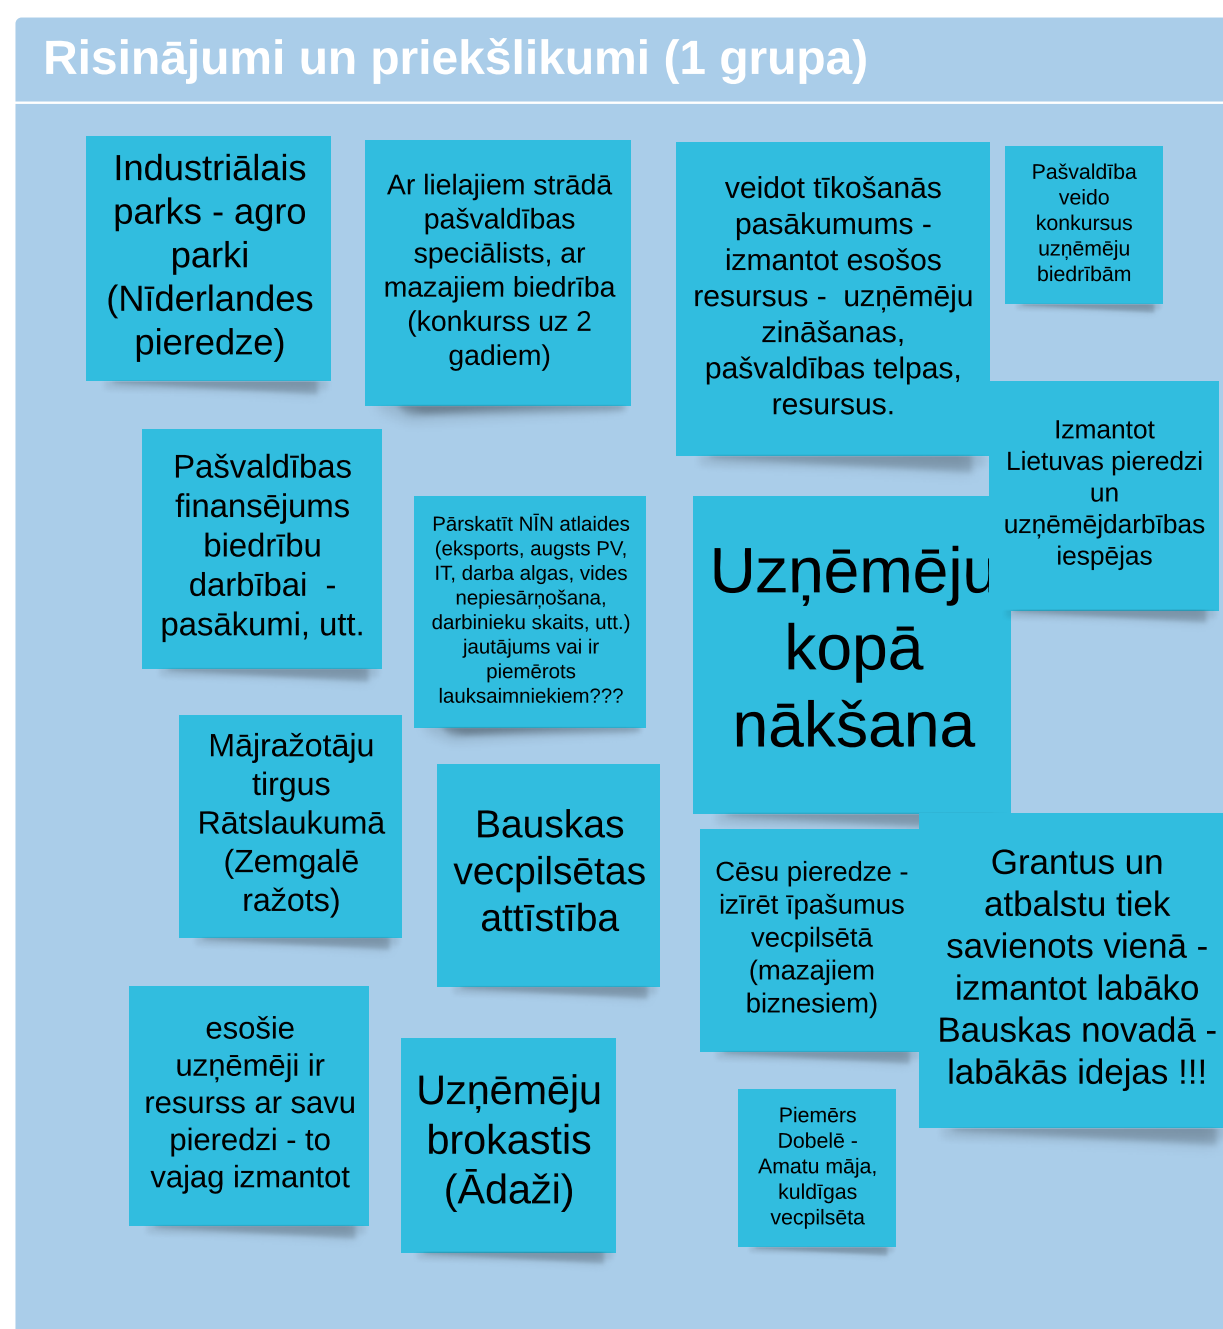 Risinājumi un priekšlikumi (1 grupa)
Industriālais
parks - agro
parki
(Nīderlandes
pieredze)
Ar lielajiem strādā
pašvaldības
speciālists, ar
mazajiem biedrība
(konkurss uz 2
gadiem)
veidot tīkošanās
pasākumums -
izmantot esošos
resursus -  uzņēmēju
zināšanas,
pašvaldības telpas,
resursus.
Pašvaldība
veido
konkursus
uzņēmēju
biedrībām
Izmantot
Lietuvas pieredzi
un
uzņēmējdarbības
iespējas
Pašvaldības
finansējums
biedrību
darbībai  -
pasākumi, utt.
Pārskatīt NĪN atlaides
(eksports, augsts PV,
IT, darba algas, vides
nepiesārņošana,
darbinieku skaits, utt.)
jautājums vai ir
piemērots
lauksaimniekiem???
Uzņēmēju
kopā
nākšana
Mājražotāju
tirgus
Rātslaukumā
(Zemgalē
ražots)
Bauskas
vecpilsētas
attīstība
Cēsu pieredze -
izīrēt īpašumus
vecpilsētā
(mazajiem
biznesiem)
Grantus un
atbalstu tiek
savienots vienā -
izmantot labāko
Bauskas novadā -
labākās idejas !!!
esošie
uzņēmēji ir
resurss ar savu
pieredzi - to
vajag izmantot
Uzņēmēju
brokastis
(Ādaži)
Piemērs
Dobelē -
Amatu māja,
kuldīgas
vecpilsēta